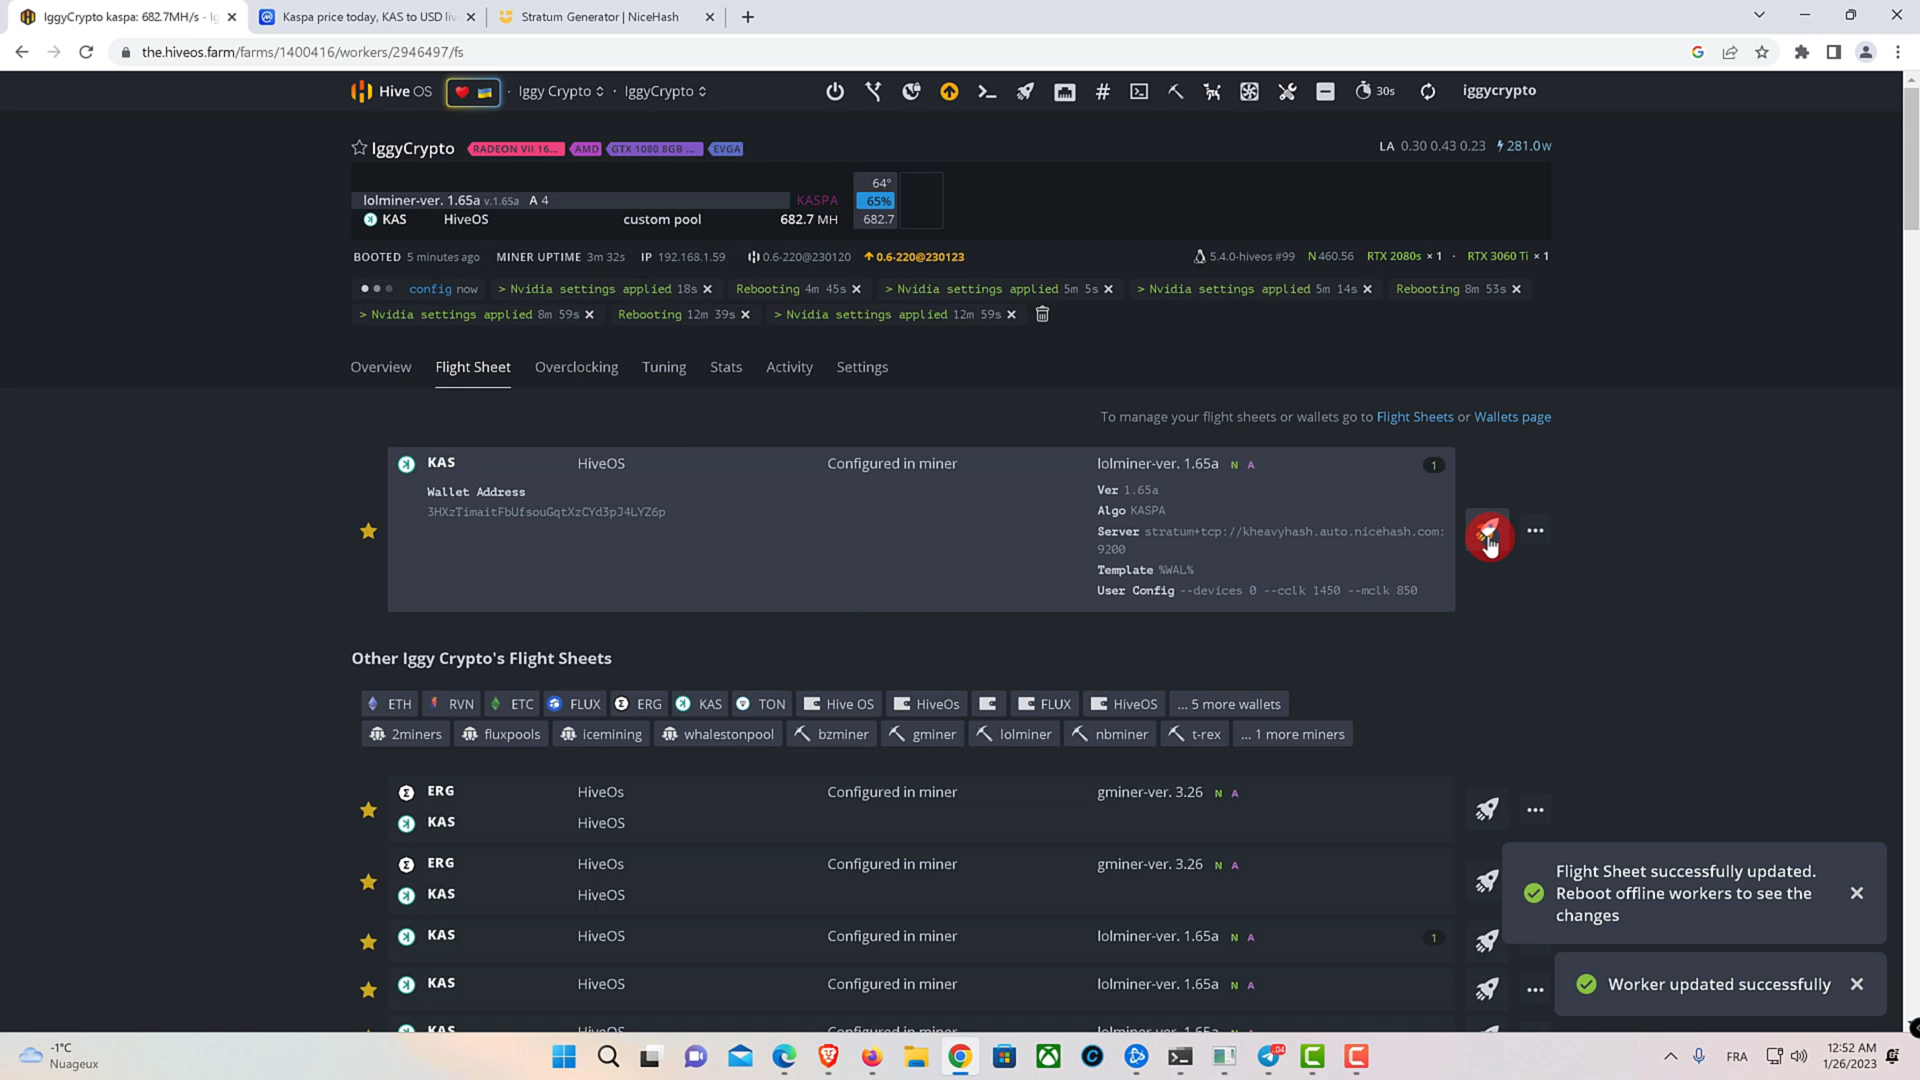 IggyCrypto kaspa: 682.7MH/s - Ig
Kaspa price today, KAS to USD live
Stratum Generator | NiceHash
the.hiveos.farm/farms/1400416/workers/2946497/fs
Hive OS
Iggy Crypto
IggyCrypto
30s
iggycrypto
IggyCrypto
RADEON VII 16...
AMD
GTX 1080 8GB ...
EVGA
LA 0.30 0.43 0.23 281.0w
lolminer-ver. 1.65a v.1.65a A 4 KASPA
KAS HiveOS custom pool 682.7 MH
64°
65%
682.7
BOOTED 5 minutes ago MINER UPTIME 3m 32s IP 192.168.1.59 0.6-220@230120 0.6-220@230123
5.4.0-hiveos #99 N 460.56 RTX 2080s × 1 · RTX 3060 Ti × 1
config now > Nvidia settings applied 18s Rebooting 4m 45s > Nvidia settings applied 5m 5s > Nvidia settings applied 5m 14s Rebooting 8m 53s
> Nvidia settings applied 8m 59s Rebooting 12m 39s > Nvidia settings applied 12m 59s
Overview Flight Sheet Overclocking Tuning Stats Activity Settings
To manage your flight sheets or wallets go to Flight Sheets or Wallets page
KAS HiveOS Configured in miner lolminer-ver. 1.65a N A 1
Wallet Address
3HXzTimaitFbUfsouGqtXzCYd3pJ4LYZ6p
Ver 1.65a
Algo KASPA
Server stratum+tcp://kheavyhash.auto.nicehash.com:
9200
Template %WAL%
User Config --devices 0 --cclk 1450 --mclk 850
Other Iggy Crypto's Flight Sheets
ETH RVN ETC FLUX ERG KAS TON Hive OS HiveOs FLUX HiveOS ... 5 more wallets
2miners fluxpools icemining whalestonpool bzminer gminer lolminer nbminer t-rex ... 1 more miners
ERG HiveOs Configured in miner gminer-ver. 3.26 N A
KAS HiveOS
ERG HiveOs Configured in miner gminer-ver. 3.26 N A
KAS HiveOS
KAS HiveOS Configured in miner lolminer-ver. 1.65a N A 1
KAS HiveOS Configured in miner lolminer-ver. 1.65a N A
KAS HiveOS Configured in miner lolminer-ver. 1.65a
Flight Sheet successfully updated.
Reboot offline workers to see the
changes
Worker updated successfully
-1°C
Nuageux
04
FRA
12:52 AM
1/26/2023